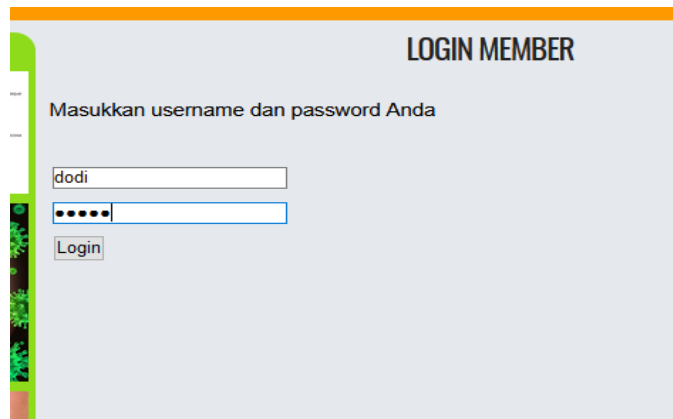 LOGIN MEMBER
Masukkan username dan password Anda
dodi
•••••
Login